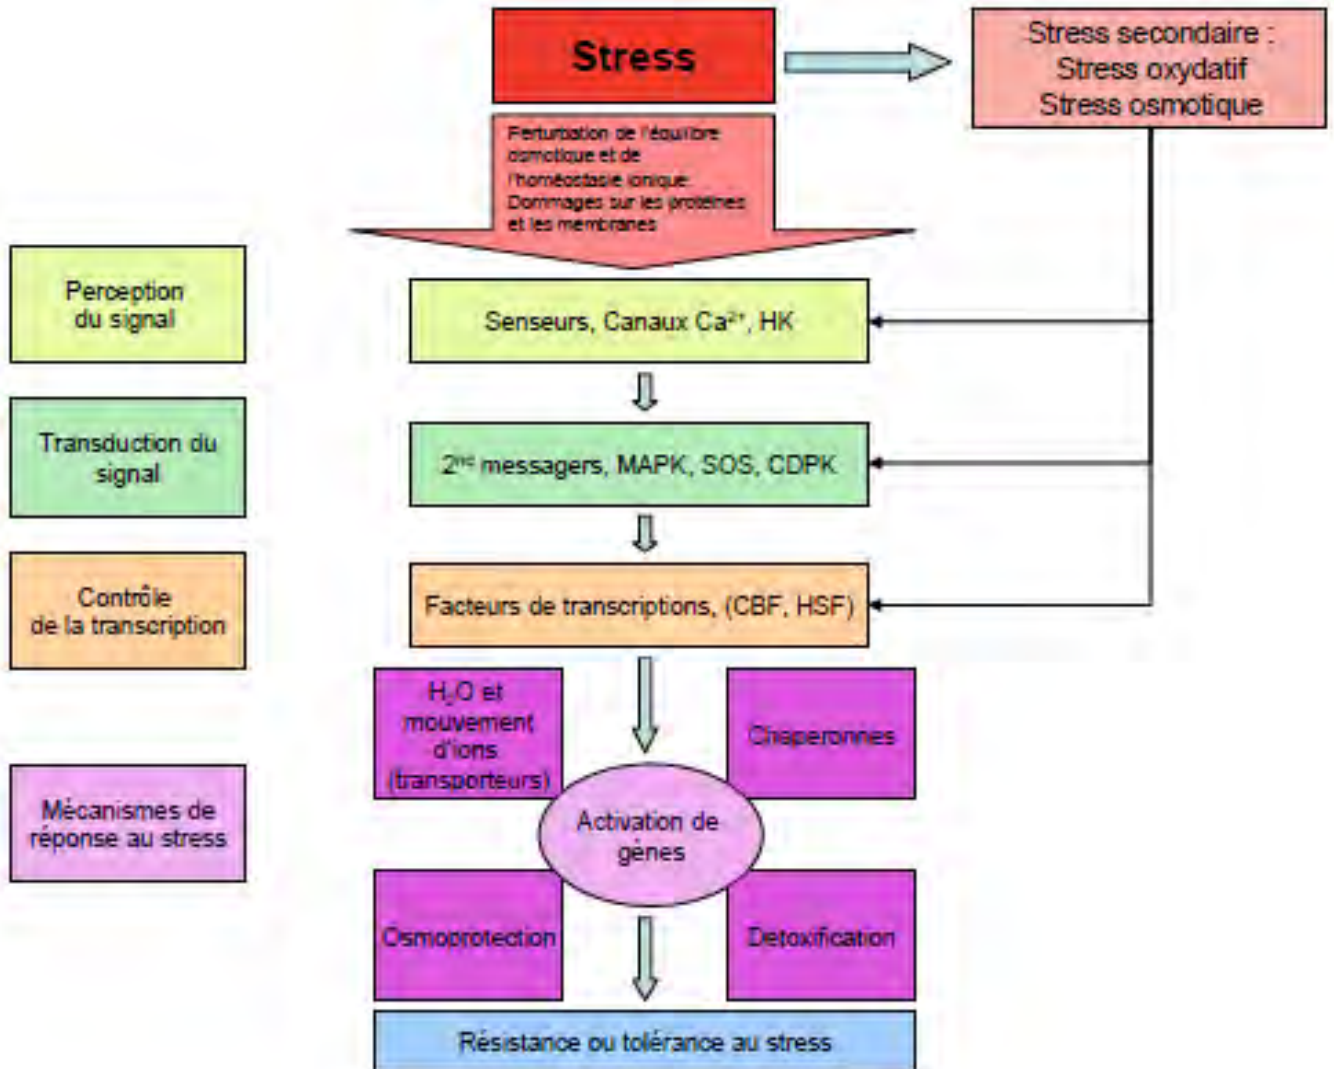 Stress
Stress secondaire :
Stress oxydatif
Stress osmotique
Perturbation de l'équilibre
osmotique et de
l'homéostasie ionique
Dommages sur les protéines
et les membranes
Perception
du signal
Senseurs, Canaux Ca²⁺, HK
Transduction du
signal
2ⁿᵈ messagers, MAPK, SOS, CDPK
Contrôle
de la transcription
Facteurs de transcriptions, (CBF, HSF)
H₂O et
mouvement
d'ions
(transporteurs)
Chaperonnes
Mécanismes de
réponse au stress
Activation de
gènes
Osmoprotection
Detoxification
Résistance ou tolérance au stress